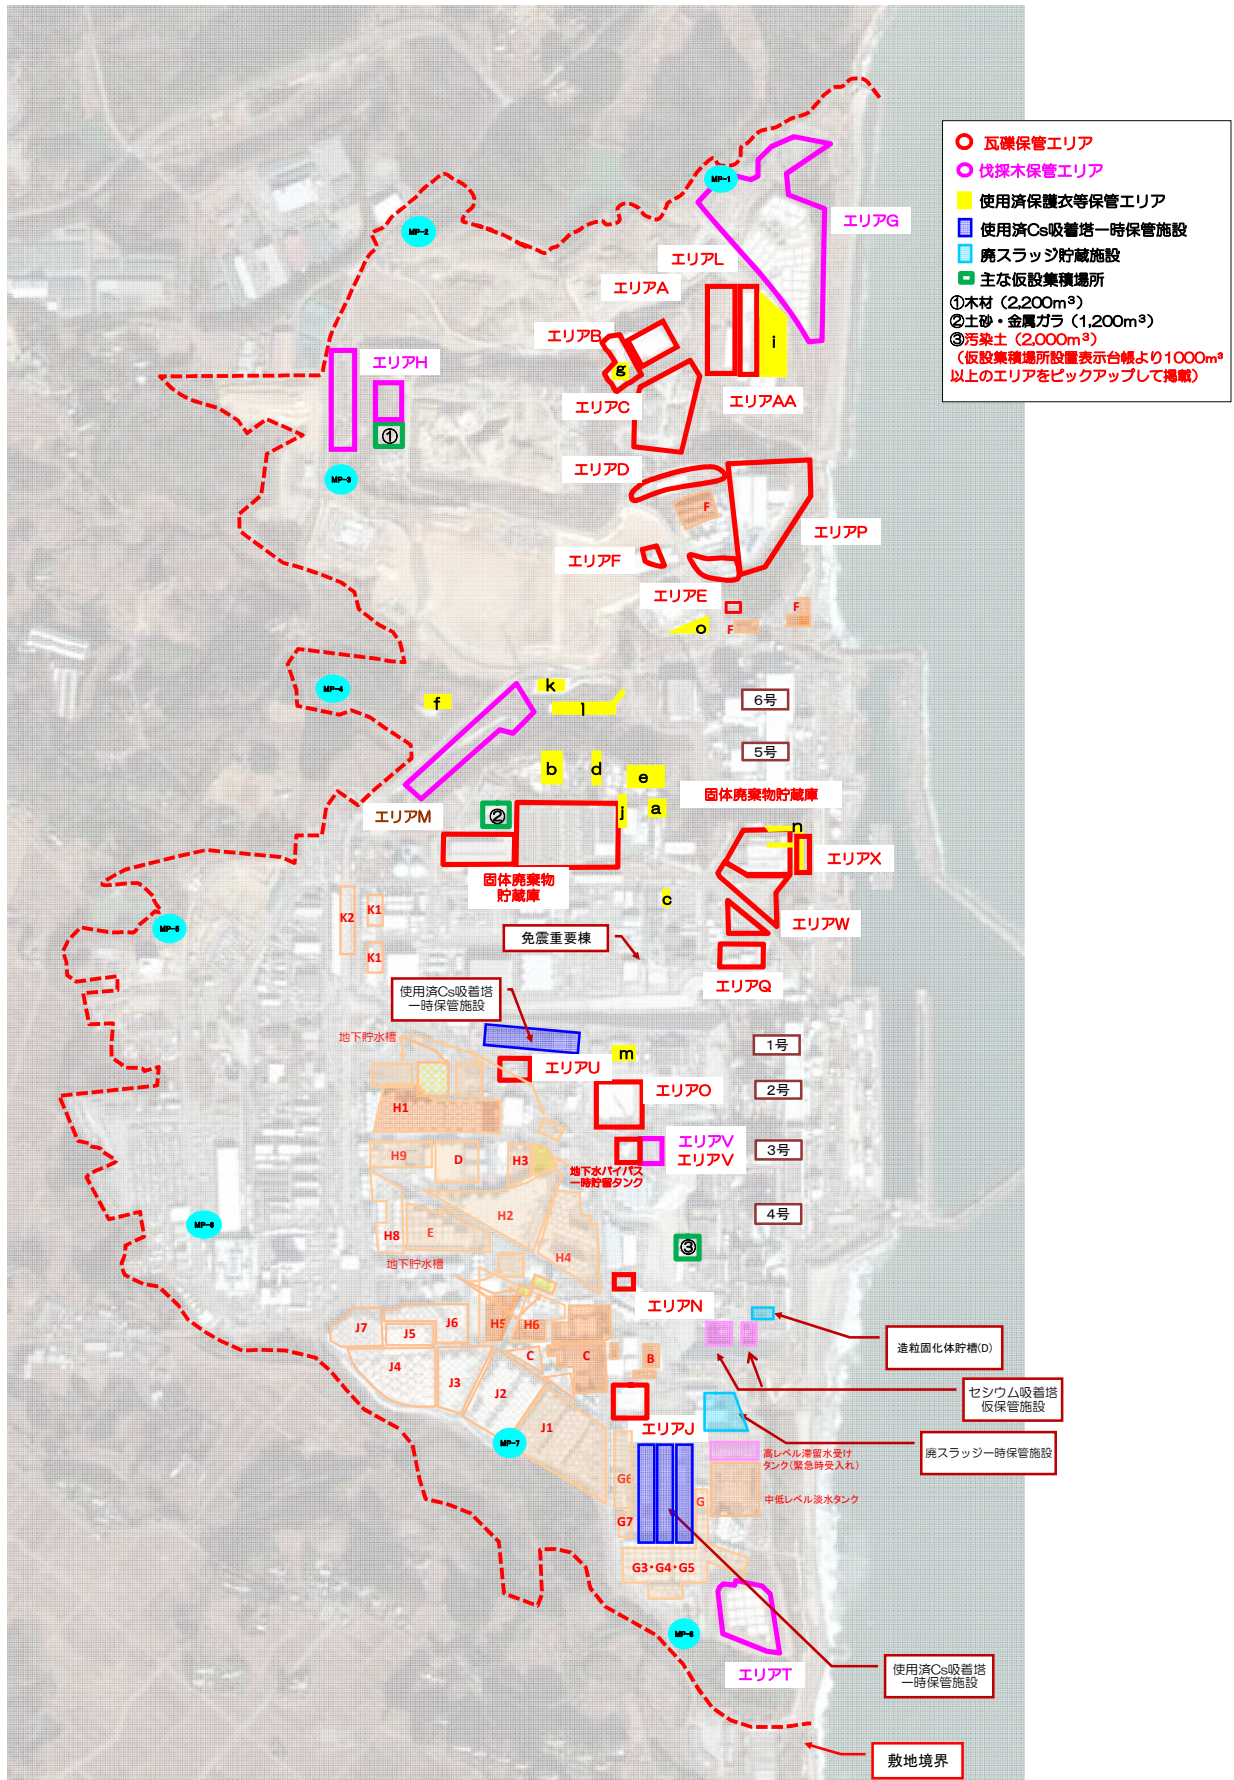 瓦礫保管エリア
伐採木保管エリア
使用済保護衣等保管エリア
使用済Cs吸着塔一時保管施設
廃スラッジ貯蔵施設
主な仮設集積場所
①木材（2,200m³）
②土砂・金属ガラ（1,200m³）
③汚染土（2,000m³）
（仮設集積場所設置表示台帳より1000m³
以上のエリアをピックアップして掲載）
MP-1
エリアG
MP-2
エリアL
エリアA
エリアB
i
エリアH
g
エリアC
エリアAA
①
エリアD
MP-3
F
エリアP
エリアF
エリアE
F
F
o
k
MP-4
f
l
6号
5号
b
d
e
固体廃棄物貯蔵庫
j
a
エリアM
②
n
エリアX
固体廃棄物
貯蔵庫
c
K2
K1
エリアW
MP-5
免震重要棟
K1
エリアQ
使用済Cs吸着塔
一時保管施設
地下貯水槽
1号
m
エリアU
エリアO
2号
H1
エリアV
エリアV
3号
H9
D
H3
地下水バイパス
一時貯留タンク
H2
4号
MP-6
H8
E
③
H4
地下貯水槽
エリアN
J7
J5
J6
H5
H6
造粒固化体貯槽(D)
J4
C
C
B
J3
J2
セシウム吸着塔
仮保管施設
J1
エリアJ
MP-7
高レベル滞留水受け
タンク(緊急時受入れ)
廃スラッジ一時保管施設
G6
G
中低レベル淡水タンク
G7
G3・G4・G5
MP-8
エリアT
使用済Cs吸着塔
一時保管施設
敷地境界